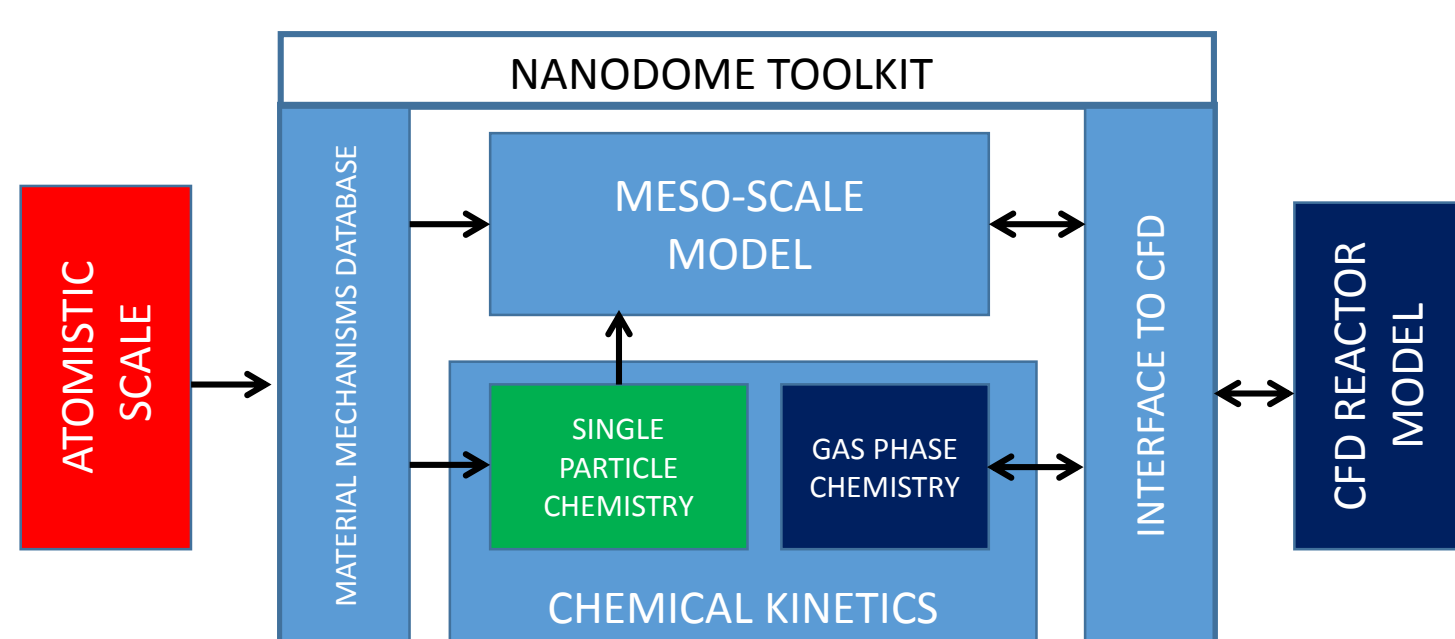 NANODOME TOOLKIT
ATOMISTIC
SCALE
MATERIAL MECHANISMS DATABASE
MESO-SCALE
MODEL
SINGLE
PARTICLE
CHEMISTRY
GAS PHASE
CHEMISTRY
CHEMICAL KINETICS
INTERFACE TO CFD
CFD REACTOR
MODEL